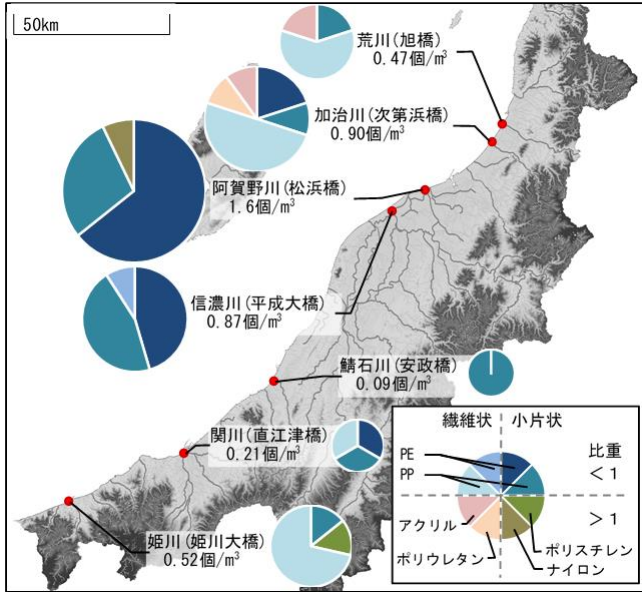 50km
荒川(旭橋)
0.47個/m³
加治川(次第浜橋)
0.90個/m³
阿賀野川(松浜橋)
1.6個/m³
信濃川(平成大橋)
0.87個/m³
鯖石川(安政橋)
0.09個/m³
関川(直江津橋)
0.21個/m³
姫川(姫川大橋)
0.52個/m³
繊維状 小片状
PE
PP
比重
<1
>1
アクリル
ポリウレタン
ポリスチレン
ナイロン